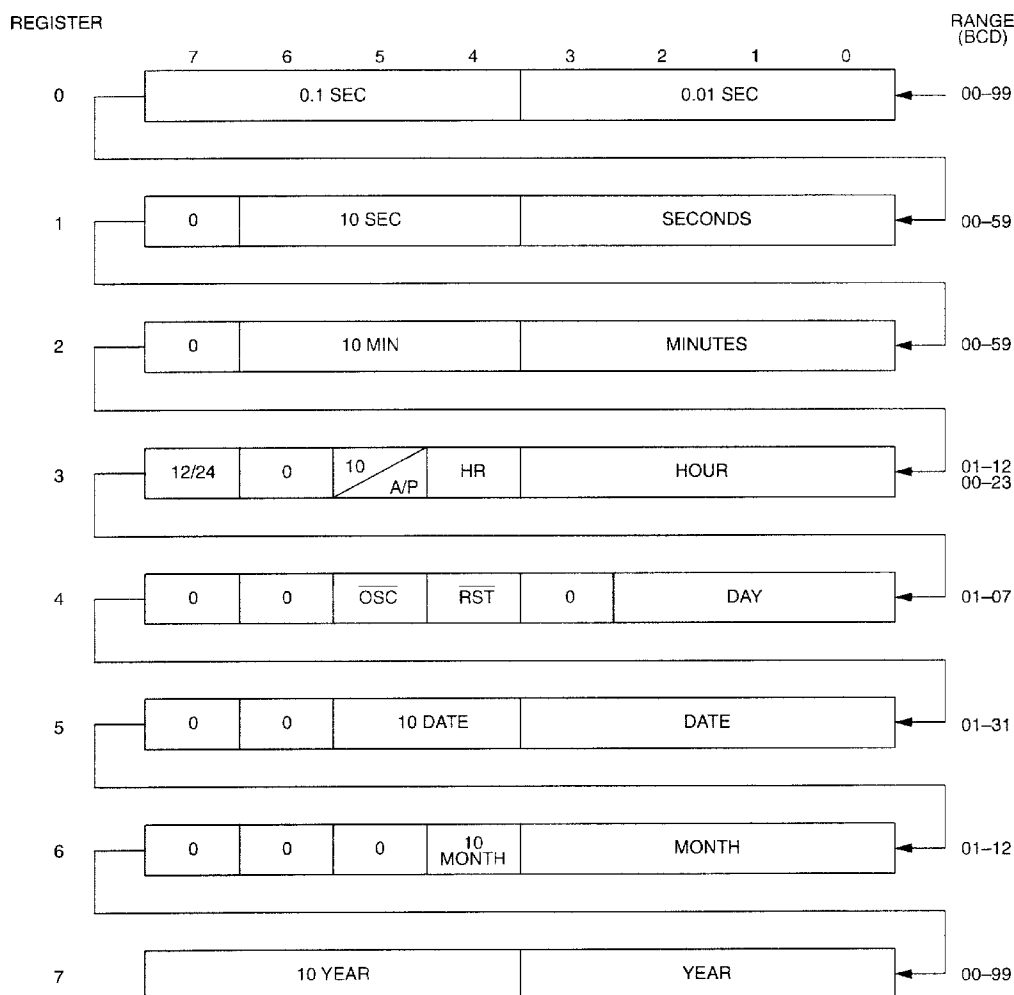 REGISTER
RANGE
(BCD)
7 6 5 4 3 2 1 0
0 0.1 SEC 0.01 SEC 00–99
1 0 10 SEC SECONDS 00–59
2 0 10 MIN MINUTES 00–59
3 12/24 0 10 A/P HR HOUR 01–12
00–23
4 0 0 OSC RST 0 DAY 01–07
5 0 0 10 DATE DATE 01–31
6 0 0 0 10 MONTH MONTH 01–12
7 10 YEAR YEAR 00–99